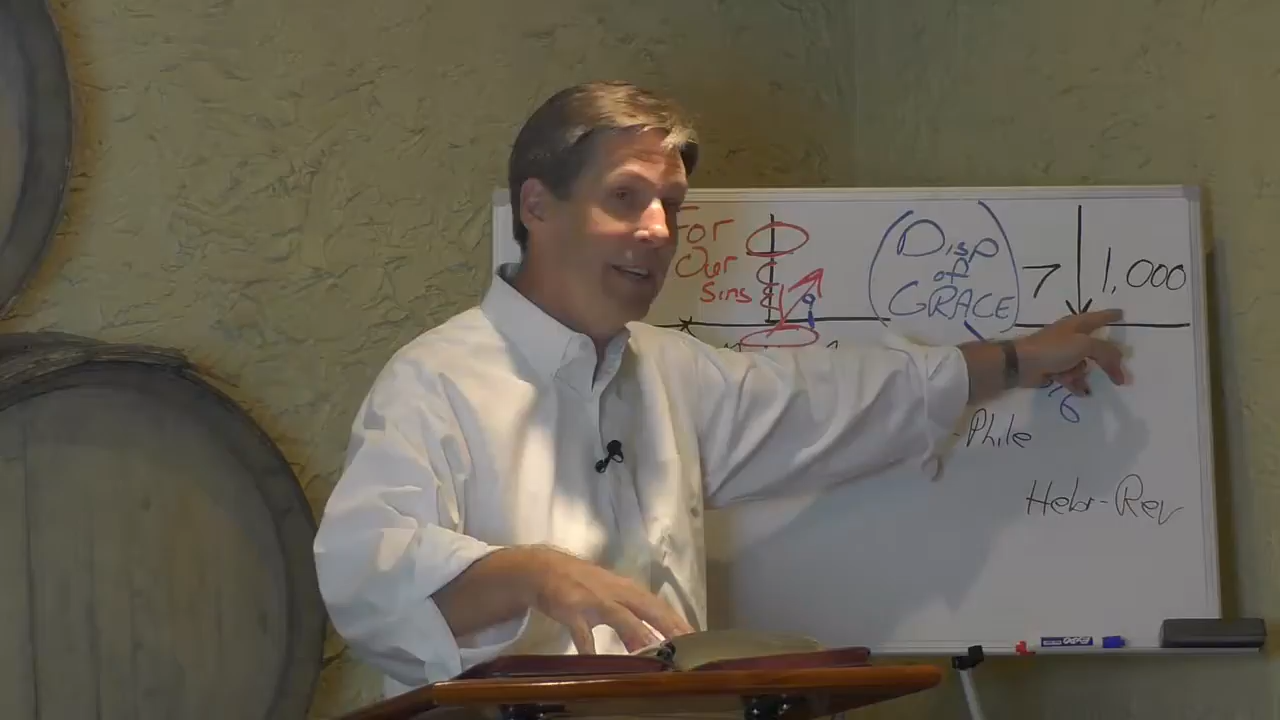 For
Our
Sins
Disp
of
GRACE
7
1,000
-Phile
Hebr-Rev